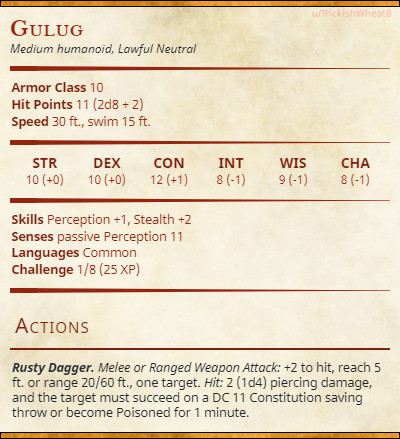 u/TrickishWheat8
Gulug
Medium humanoid, Lawful Neutral
Armor Class 10
Hit Points 11 (2d8 + 2)
Speed 30 ft., swim 15 ft.
STR DEX CON INT WIS CHA
10 (+0) 10 (+0) 12 (+1) 8 (-1) 9 (-1) 8 (-1)
Skills Perception +1, Stealth +2
Senses passive Perception 11
Languages Common
Challenge 1/8 (25 XP)
Actions
Rusty Dagger. Melee or Ranged Weapon Attack: +2 to hit, reach 5
ft. or range 20/60 ft., one target. Hit: 2 (1d4) piercing damage,
and the target must succeed on a DC 11 Constitution saving
throw or become Poisoned for 1 minute.